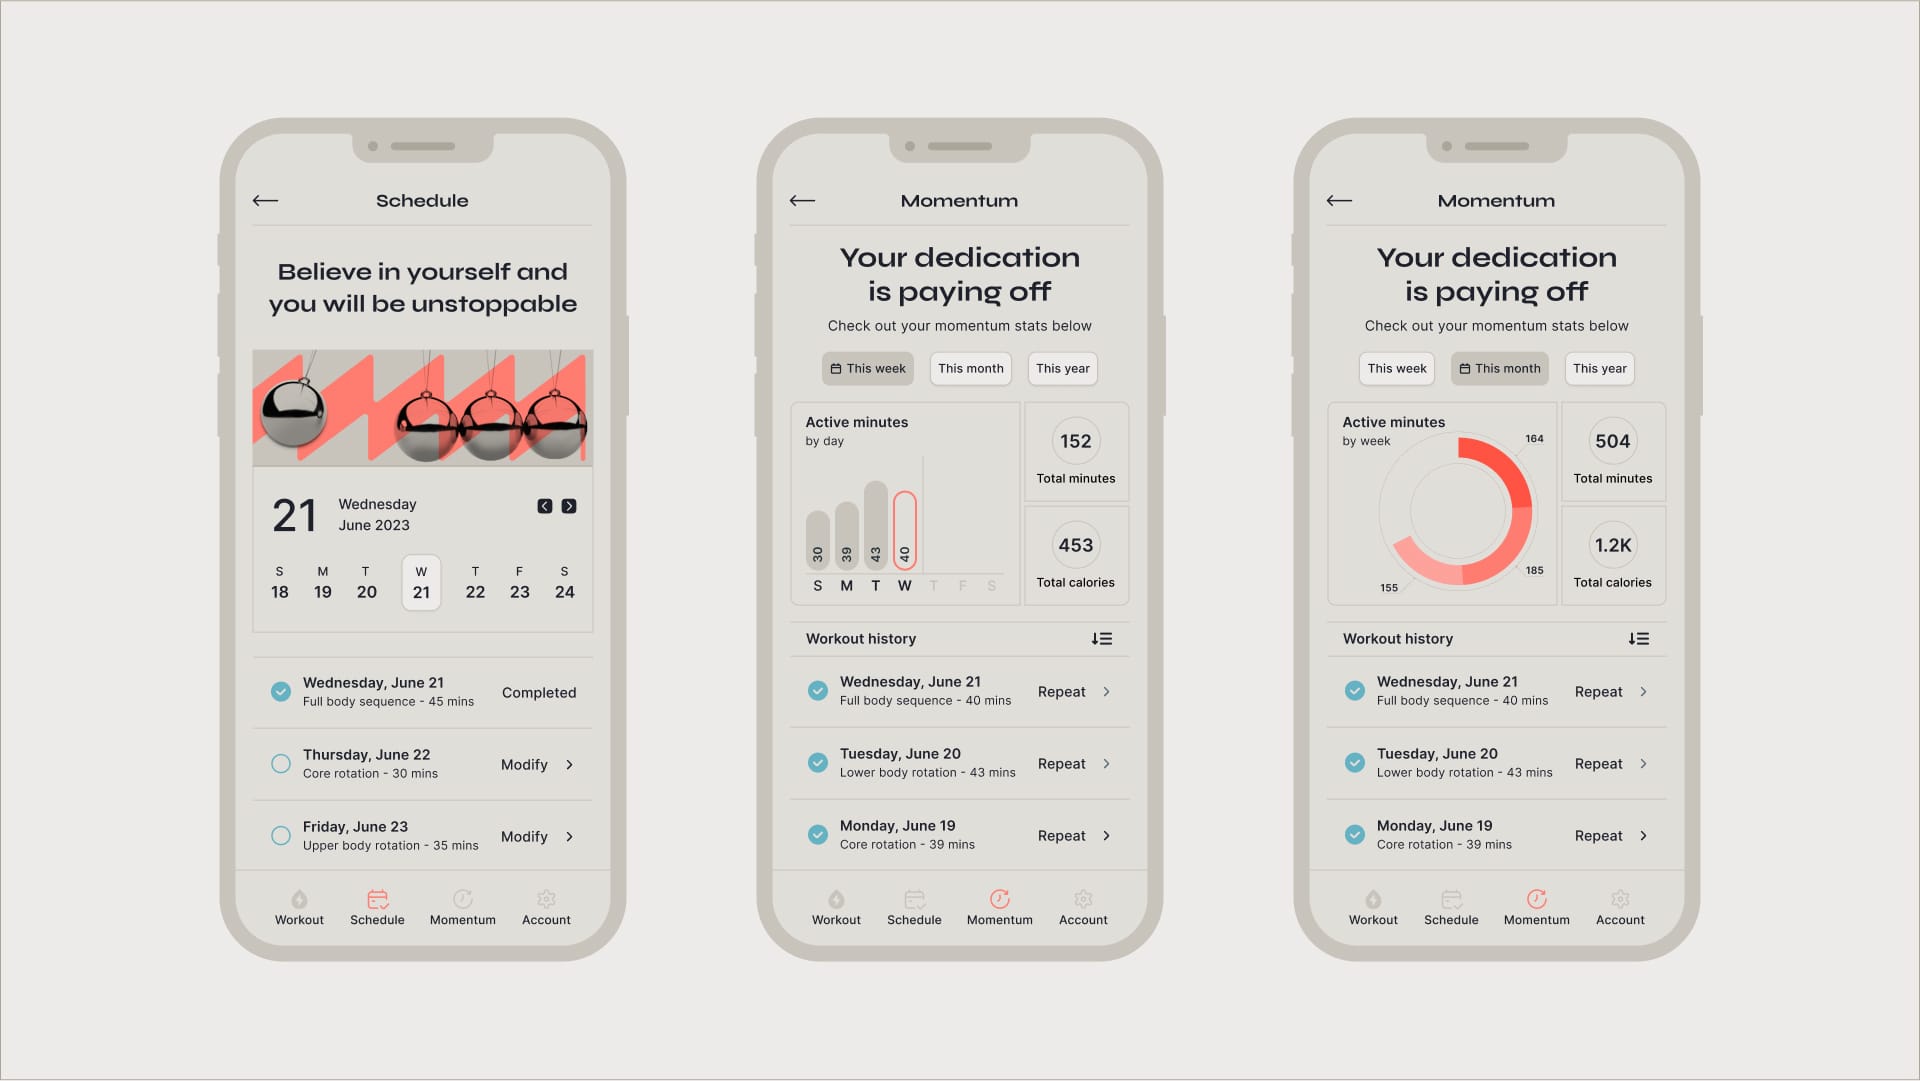 Schedule
Believe in yourself and
you will be unstoppable
21
Wednesday
June 2023
S M T W T F S
18 19 20 21 22 23 24
Wednesday, June 21
Full body sequence - 45 mins
Completed
Thursday, June 22
Core rotation - 30 mins
Modify
Friday, June 23
Upper body rotation - 35 mins
Modify
Workout Schedule Momentum Account
Momentum
Your dedication
is paying off
Check out your momentum stats below
This week This month This year
Active minutes
by day
30 39 43 40
S M T W T F S
152
Total minutes
453
Total calories
Workout history
Wednesday, June 21
Full body sequence - 40 mins
Repeat
Tuesday, June 20
Lower body rotation - 43 mins
Repeat
Monday, June 19
Core rotation - 39 mins
Repeat
Workout Schedule Momentum Account
Momentum
Your dedication
is paying off
Check out your momentum stats below
This week This month This year
Active minutes
by week
164
185
155
504
Total minutes
1.2K
Total calories
Workout history
Wednesday, June 21
Full body sequence - 40 mins
Repeat
Tuesday, June 20
Lower body rotation - 43 mins
Repeat
Monday, June 19
Core rotation - 39 mins
Repeat
Workout Schedule Momentum Account